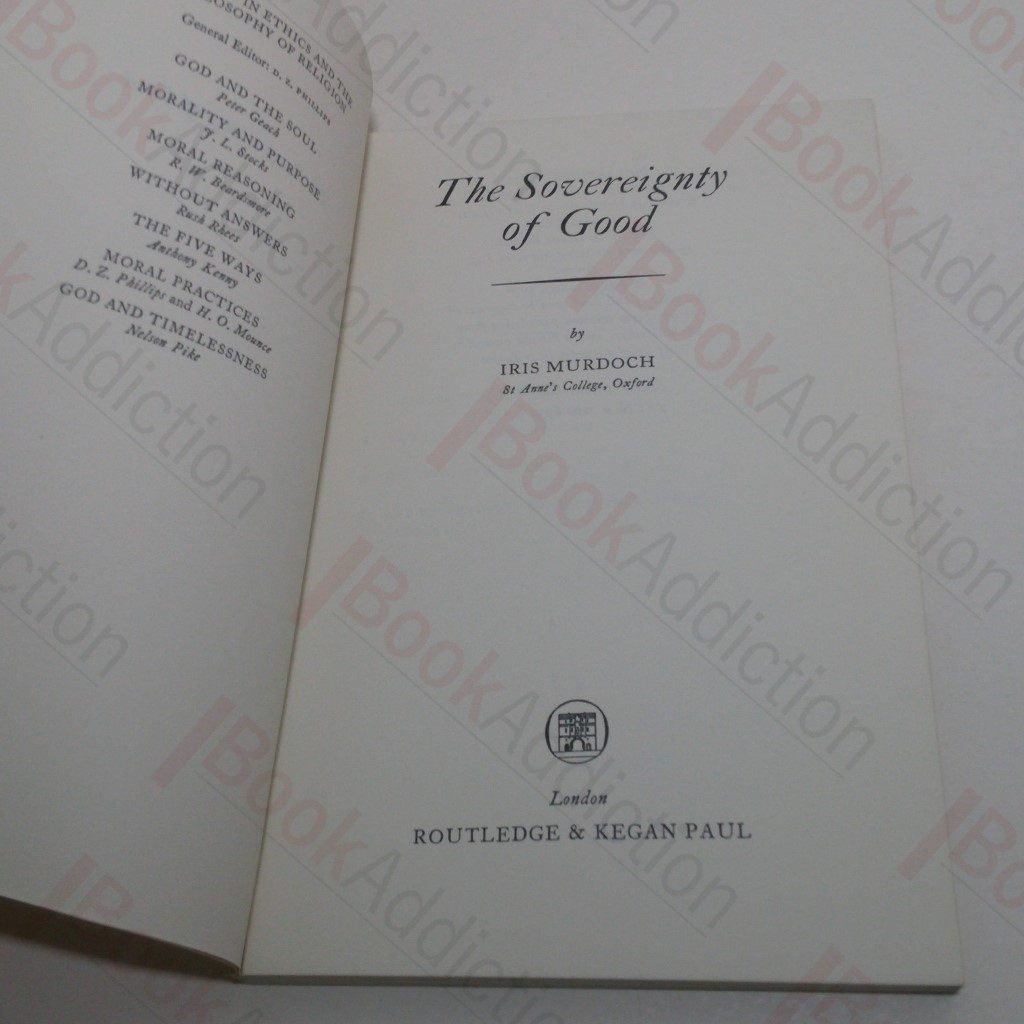 IN ETHICS AND THE
PHILOSOPHY OF RELIGION
General Editor: D. Z. PHILLIPS
GOD AND THE SOUL
Peter Geach
MORALITY AND PURPOSE
J. L. Stocks
MORAL REASONING
R. W. Beardsmore
WITHOUT ANSWERS
Rush Rhees
THE FIVE WAYS
Anthony Kenny
MORAL PRACTICES
D. Z. Phillips and H. O. Mounce
GOD AND TIMELESSNESS
Nelson Pike
The Sovereignty
of Good
by
IRIS MURDOCH
St Anne's College, Oxford
London
ROUTLEDGE & KEGAN PAUL
BookAddiction